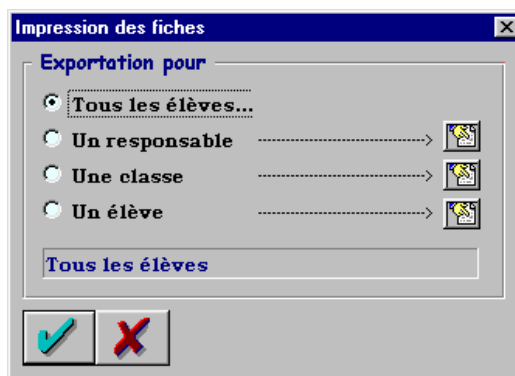 Impression des fiches
Exportation pour
Tous les élèves...
Un responsable
Une classe
Un élève
Tous les élèves